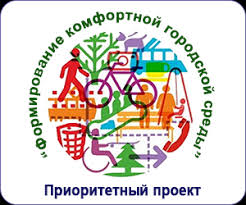 "Формирование комфортной городской среды"
Приоритетный проект